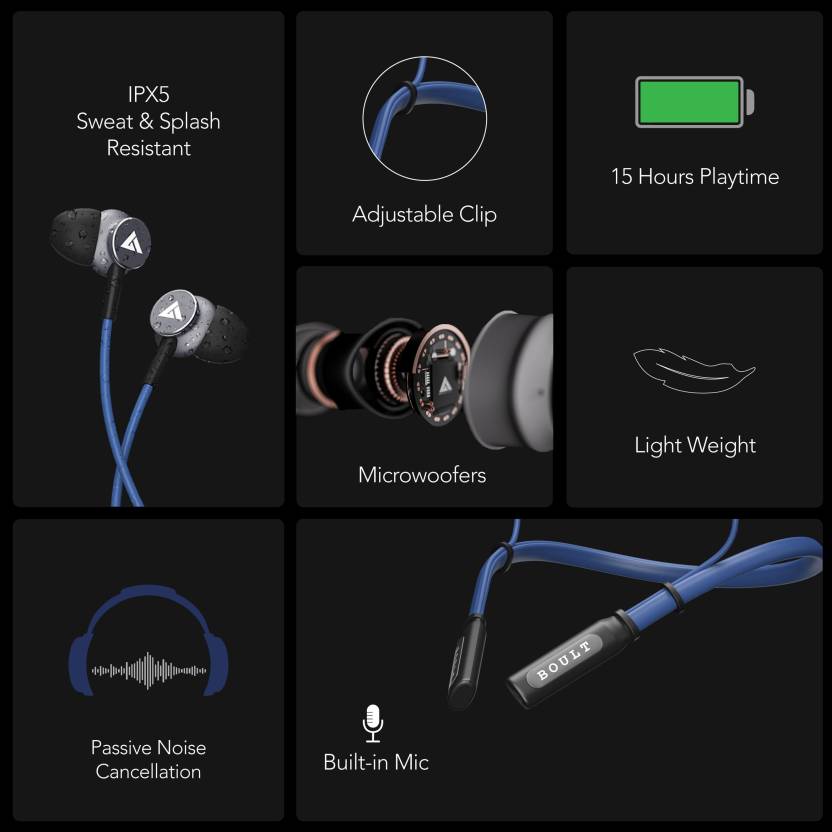 IPX5
Sweat & Splash
Resistant
Adjustable Clip
15 Hours Playtime
Microwoofers
Light Weight
Passive Noise
Cancellation
BOULT
Built-in Mic